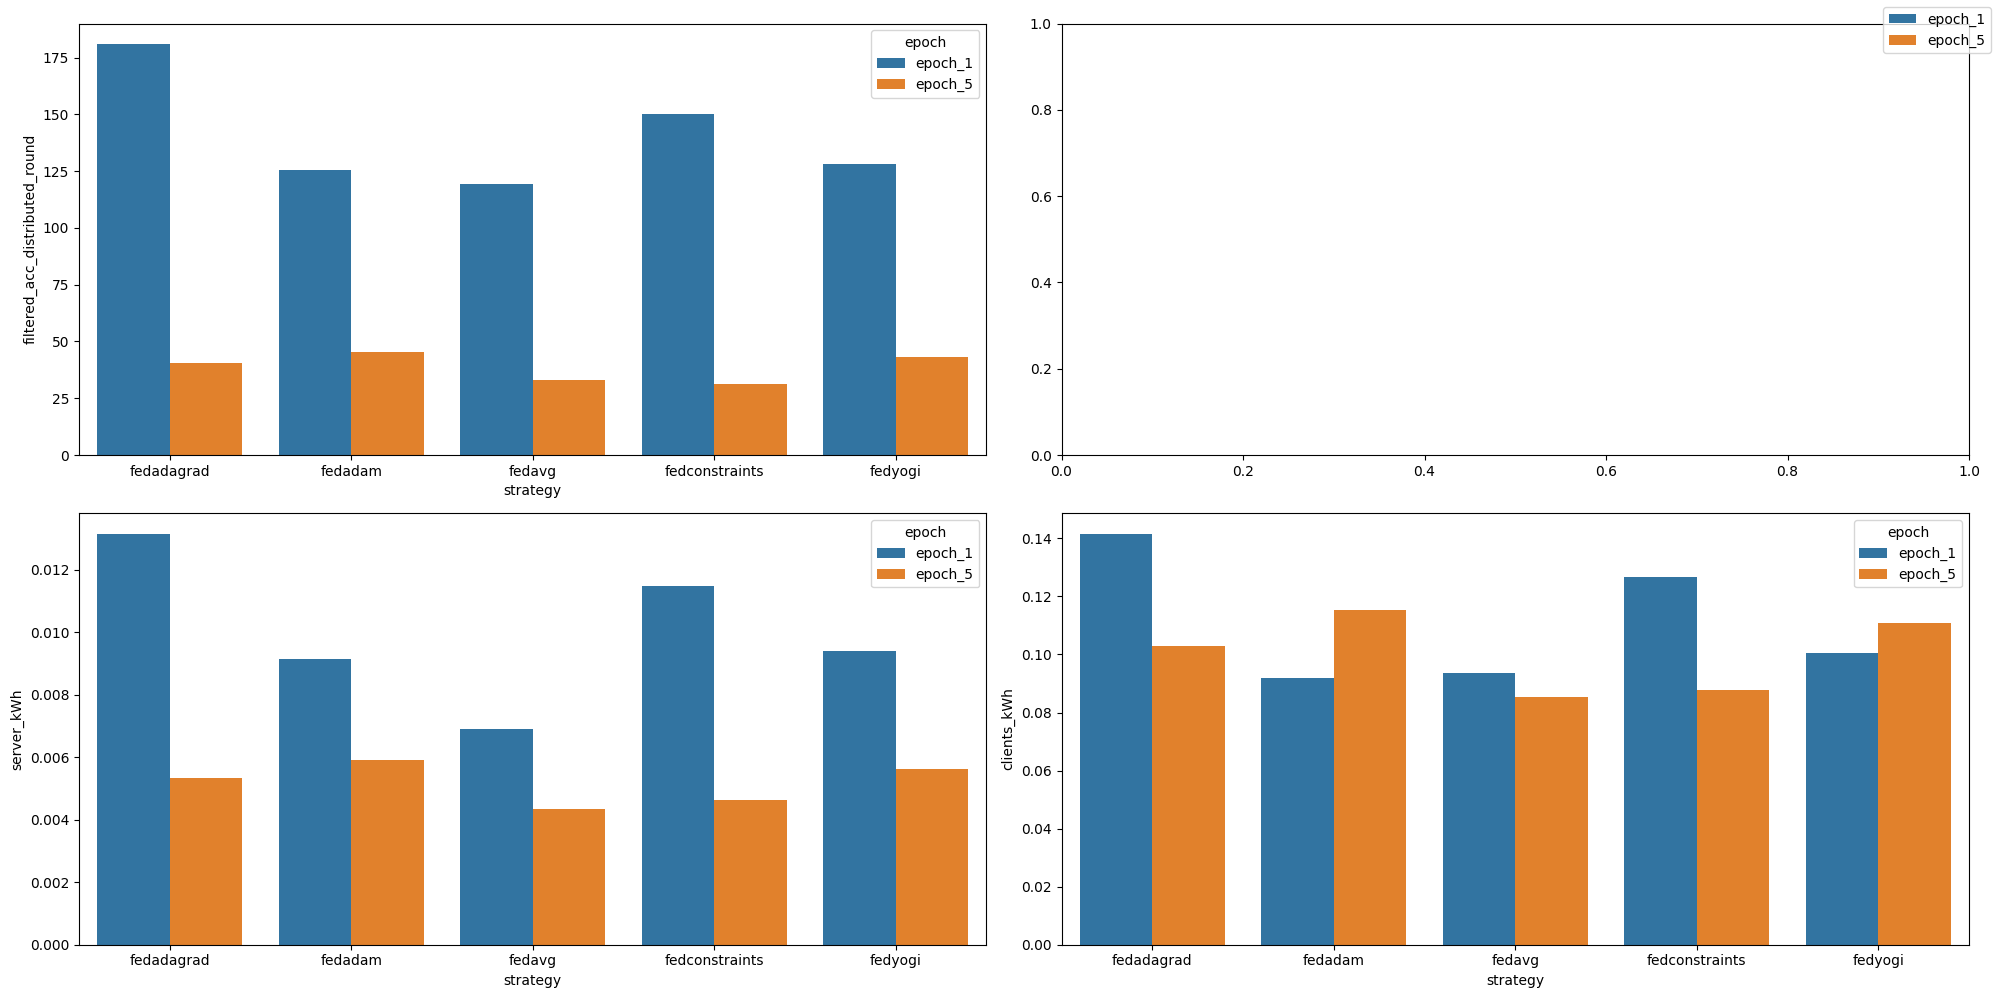 filtered_acc_distributed_round
175
150
125
100
75
50
25
0
fedadagrad fedadam fedavg fedconstraints fedyogi
strategy
epoch
epoch_1
epoch_5
epoch_1
epoch_5
1.0
0.8
0.6
0.4
0.2
0.0
0.0 0.2 0.4 0.6 0.8 1.0
server_kWh
0.012
0.010
0.008
0.006
0.004
0.002
0.000
fedadagrad fedadam fedavg fedconstraints fedyogi
strategy
epoch
epoch_1
epoch_5
clients_kWh
0.14
0.12
0.10
0.08
0.06
0.04
0.02
0.00
fedadagrad fedadam fedavg fedconstraints fedyogi
strategy
epoch
epoch_1
epoch_5